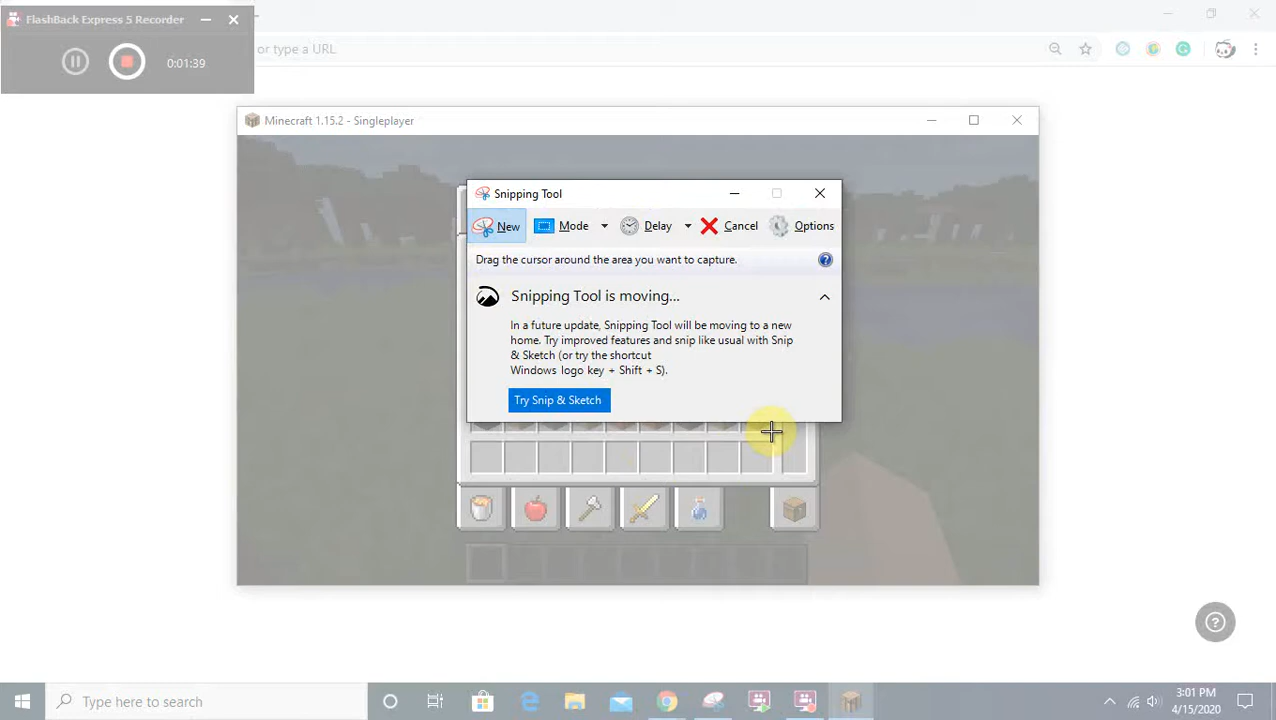 FlashBack Express 5 Recorder
0:01:39
or type a URL
Minecraft 1.15.2 - Singleplayer
Snipping Tool
New
Mode
Delay
Cancel
Options
Drag the cursor around the area you want to capture.
Snipping Tool is moving...
In a future update, Snipping Tool will be moving to a new
home. Try improved features and snip like usual with Snip
& Sketch (or try the shortcut
Windows logo key + Shift + S).
Try Snip & Sketch
Type here to search
3:01 PM
4/15/2020